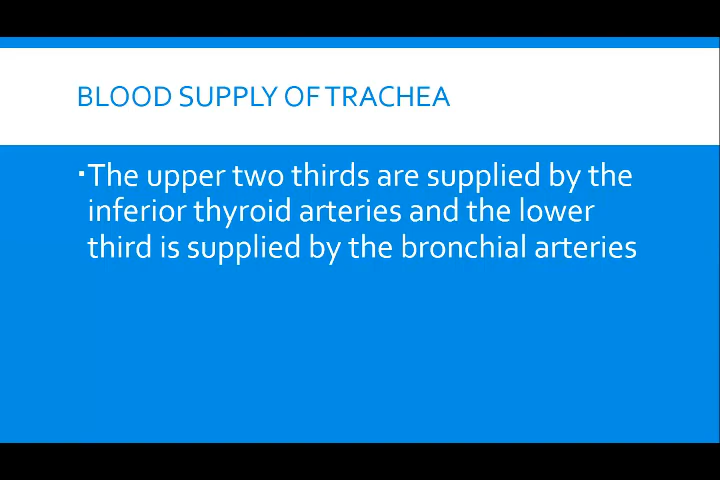 BLOOD SUPPLY OF TRACHEA
▪The upper two thirds are supplied by the
inferior thyroid arteries and the lower
third is supplied by the bronchial arteries